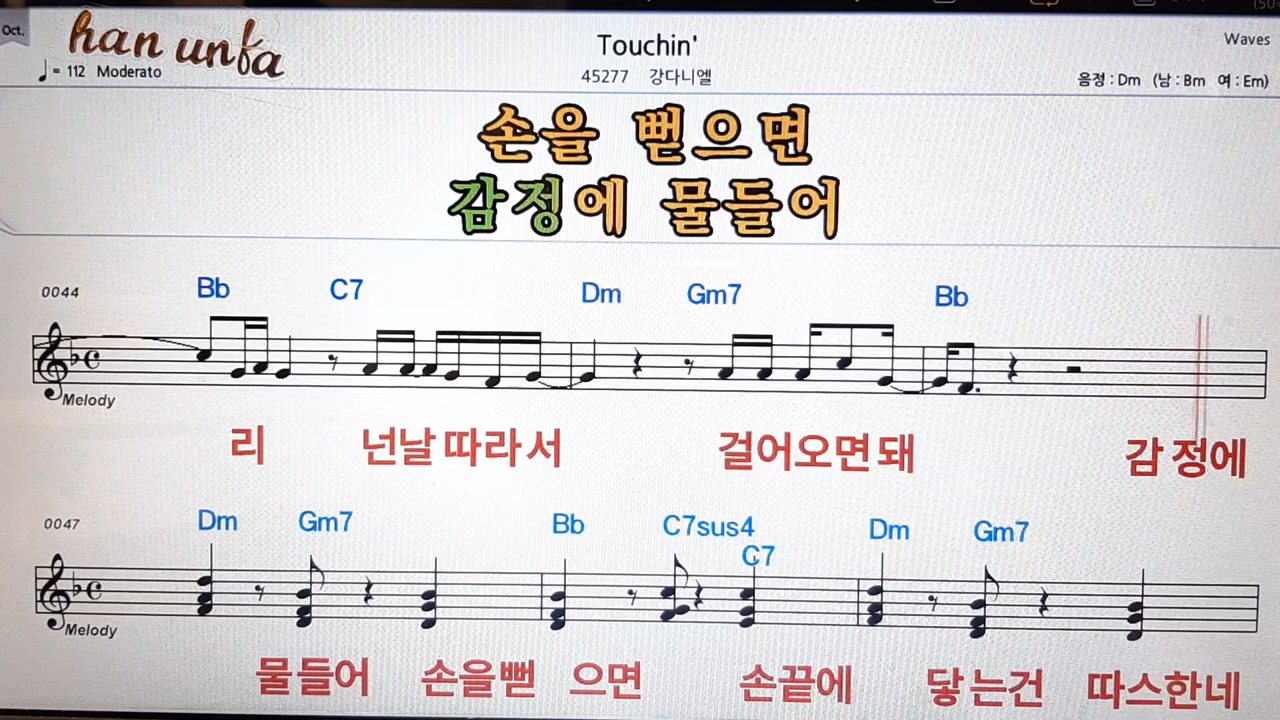 Oct.
han unfa
Touchin'
Waves
♩= 112 Moderato
45277 강다니엘
음정 : Dm (남 : Bm 여 : Em)
손을 뻗으면
감정에 물들어
0044
Bb C7 Dm Gm7 Bb
Melody
리 넌날 따라서 걸어오면돼 감정에
0047
Dm Gm7 Bb C7sus4 C7 Dm Gm7
Melody
물들어 손을뻗 으면 손끝에 닿는건 따스한네